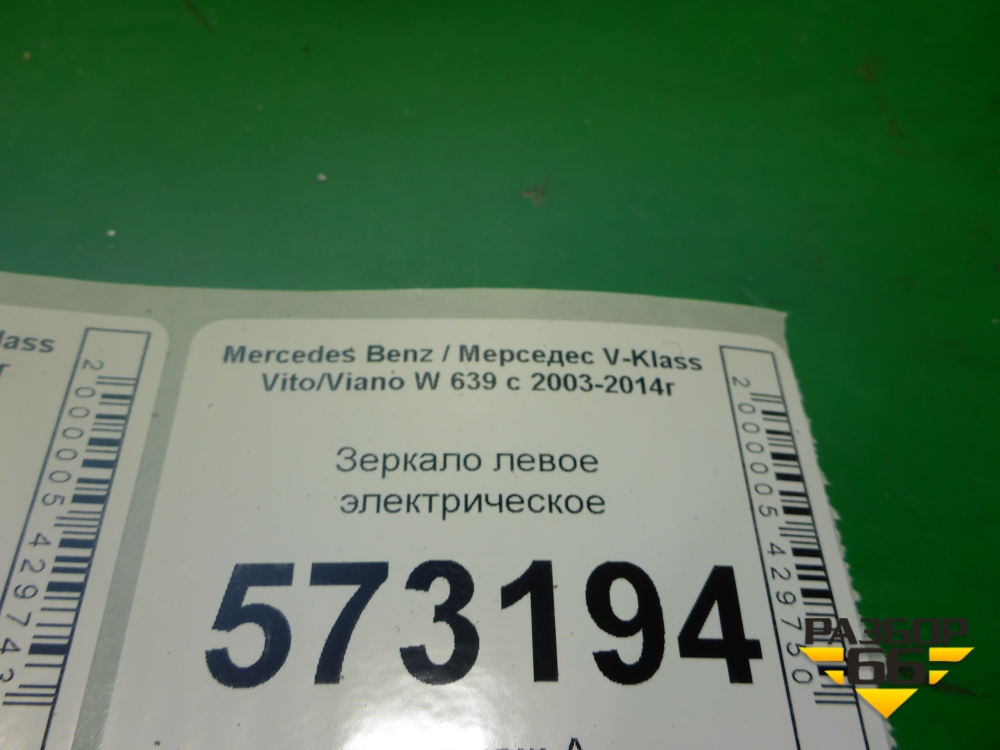 lass
2000005429743
Mercedes Benz / Мерседес V-Klass
Vito/Viano W 639 с 2003-2014г
Зеркало левое
электрическое
573194
2000005429750
РАЗБОР
66